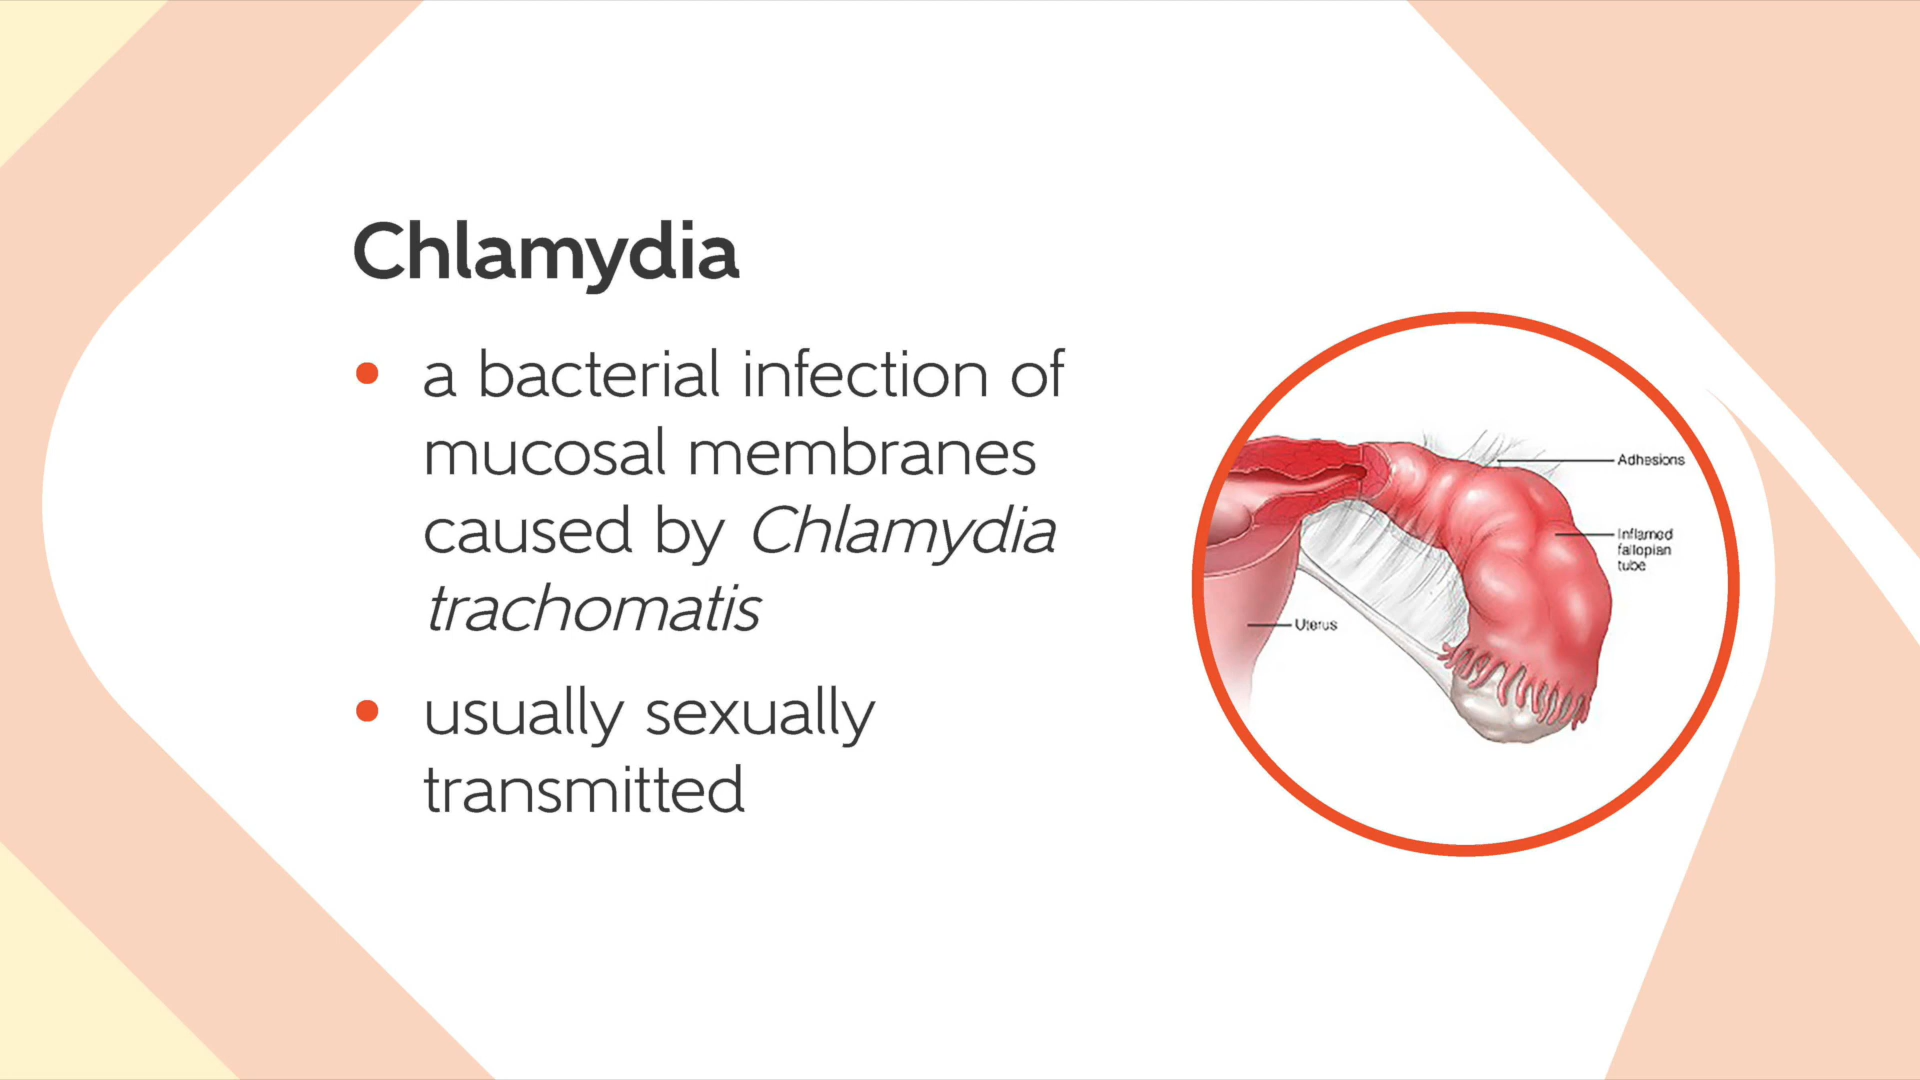 Chlamydia
• a bacterial infection of
mucosal membranes
caused by Chlamydia
trachomatis
• usually sexually
transmitted
Adhesions
Inflamed
fallopian
tube
Uterus